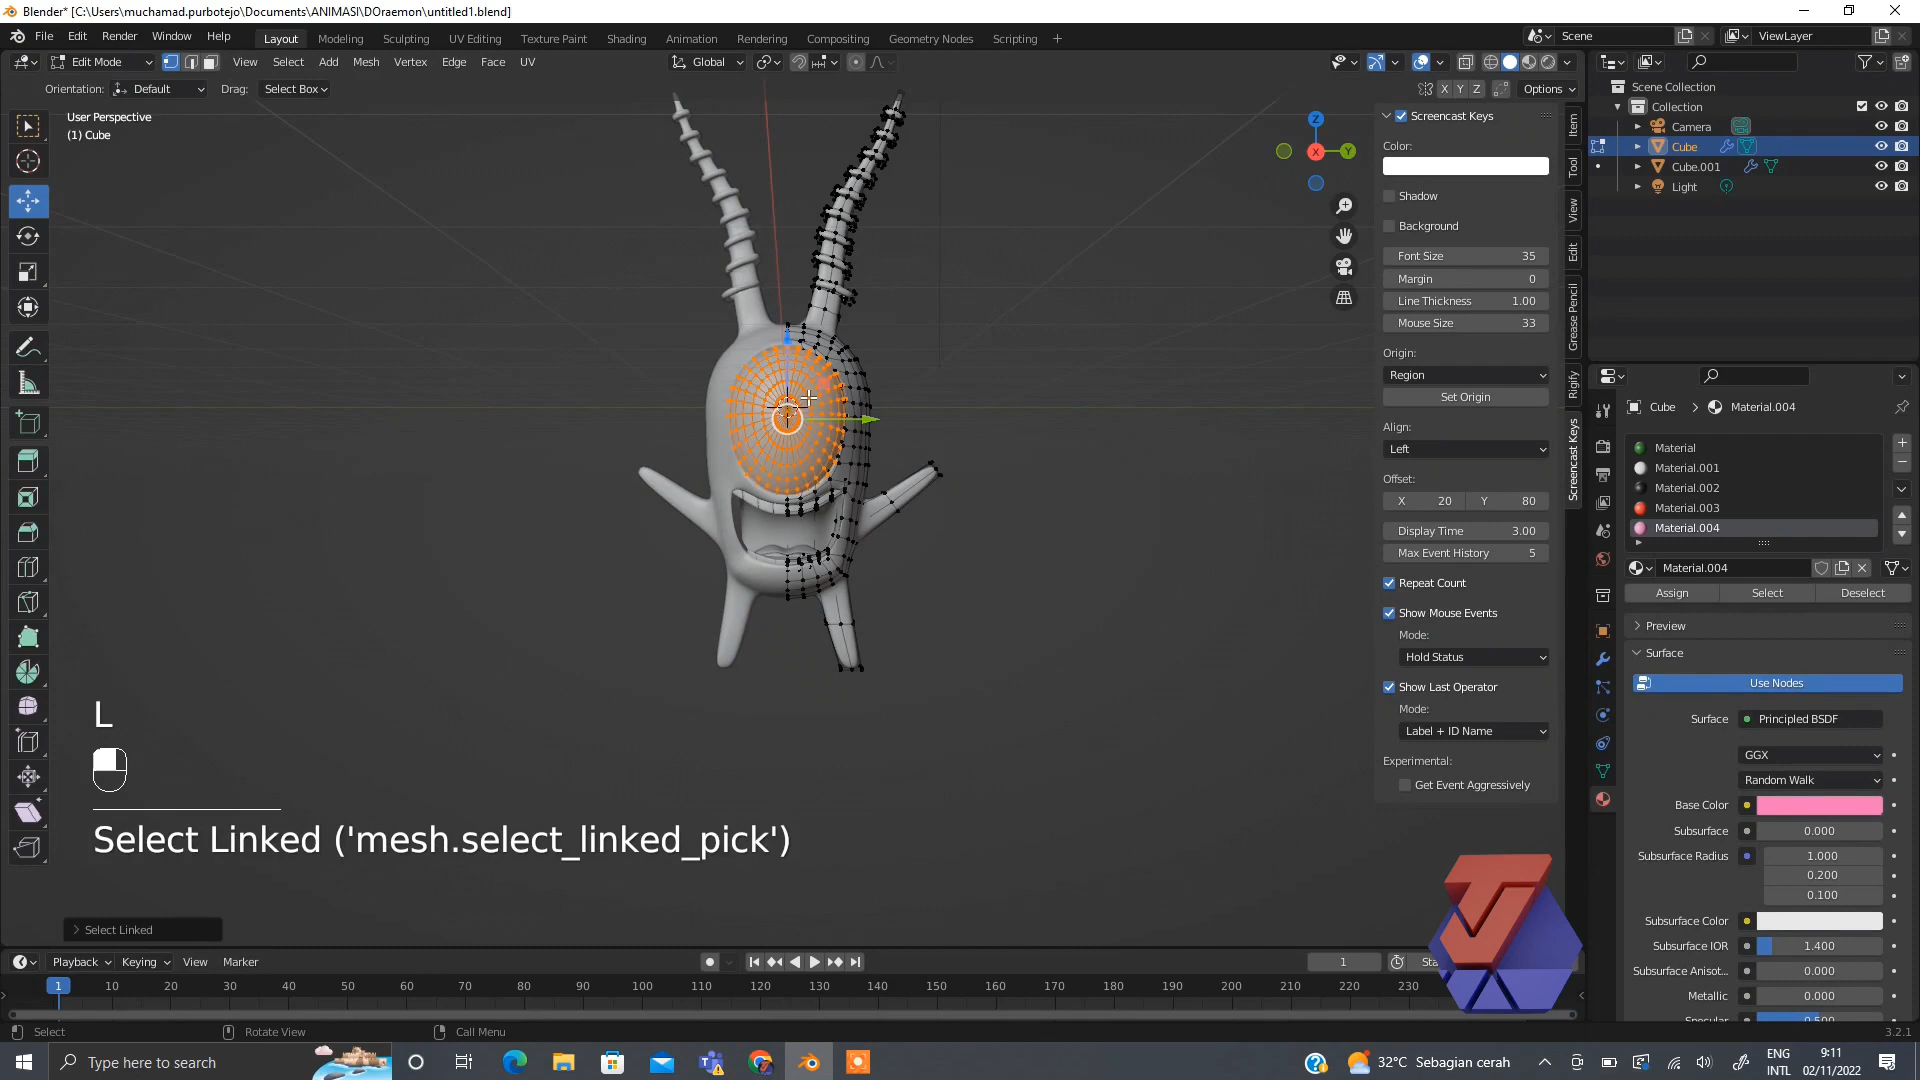 Blender* [C:\Users\muchamad.purbotejo\Documents\ANIMASI\DOraemon\untitled1.blend]
File Edit Render Window Help Layout Modeling Sculpting UV Editing Texture Paint Shading Animation Rendering Compositing Geometry Nodes Scripting + Scene ViewLayer
Edit Mode View Select Add Mesh Vertex Edge Face UV Global
Orientation: Default Drag: Select Box X Y Z Options
User Perspective
(1) Cube
Z
X
Y
Screencast Keys
Color:
Shadow
Background
Font Size 35
Margin 0
Line Thickness 1.00
Mouse Size 33
Origin:
Region
Set Origin
Align:
Left
Offset:
X 20 Y 80
Display Time 3.00
Max Event History 5
Repeat Count
Show Mouse Events
Mode:
Hold Status
Show Last Operator
Mode:
Label + ID Name
Experimental:
Get Event Aggressively
Item
Tool
View
Edit
Grease Pencil
Rigify
Screencast Keys
Scene Collection
Collection
Camera
Cube
Cube.001
Light
Cube > Material.004
Material
Material.001
Material.002
Material.003
Material.004
Material.004
Assign Select Deselect
Preview
Surface
Use Nodes
Surface Principled BSDF
GGX
Random Walk
Base Color
Subsurface 0.000
Subsurface Radius 1.000
0.200
0.100
Subsurface Color
Subsurface IOR 1.400
Subsurface Anisot... 0.000
Metallic 0.000
L
Select Linked ('mesh.select_linked_pick')
Select Linked
Playback Keying View Marker 1 Sta
1 10 20 30 40 50 60 70 80 90 100 110 120 130 140 150 160 170 180 190 200 210 220 230
Select Rotate View Call Menu 3.2.1
Type here to search 32°C Sebagian cerah ENG INTL 9:11 02/11/2022